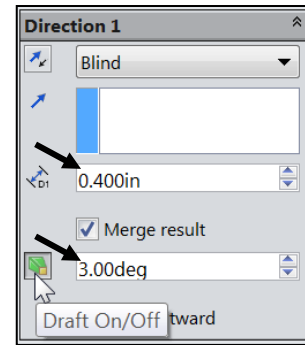 Direction 1
Blind
D1
0.400in
Merge result
3.00deg
Draft On/Off
tward